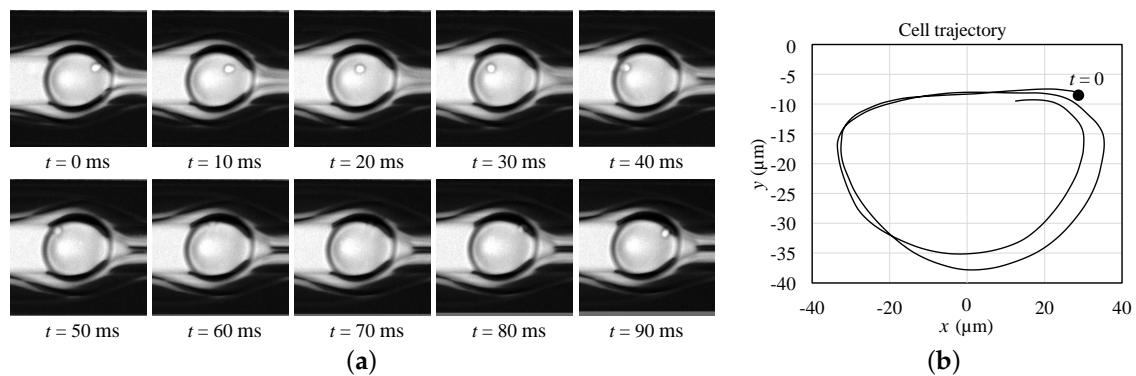 t = 0 ms
t = 10 ms
t = 20 ms
t = 30 ms
t = 40 ms
t = 50 ms
t = 60 ms
t = 70 ms
t = 80 ms
t = 90 ms
(a)
Cell trajectory
t = 0
0
-5
-10
-15
-20
-25
-30
-35
-40
y (µm)
-40
-20
0
20
40
x (µm)
(b)